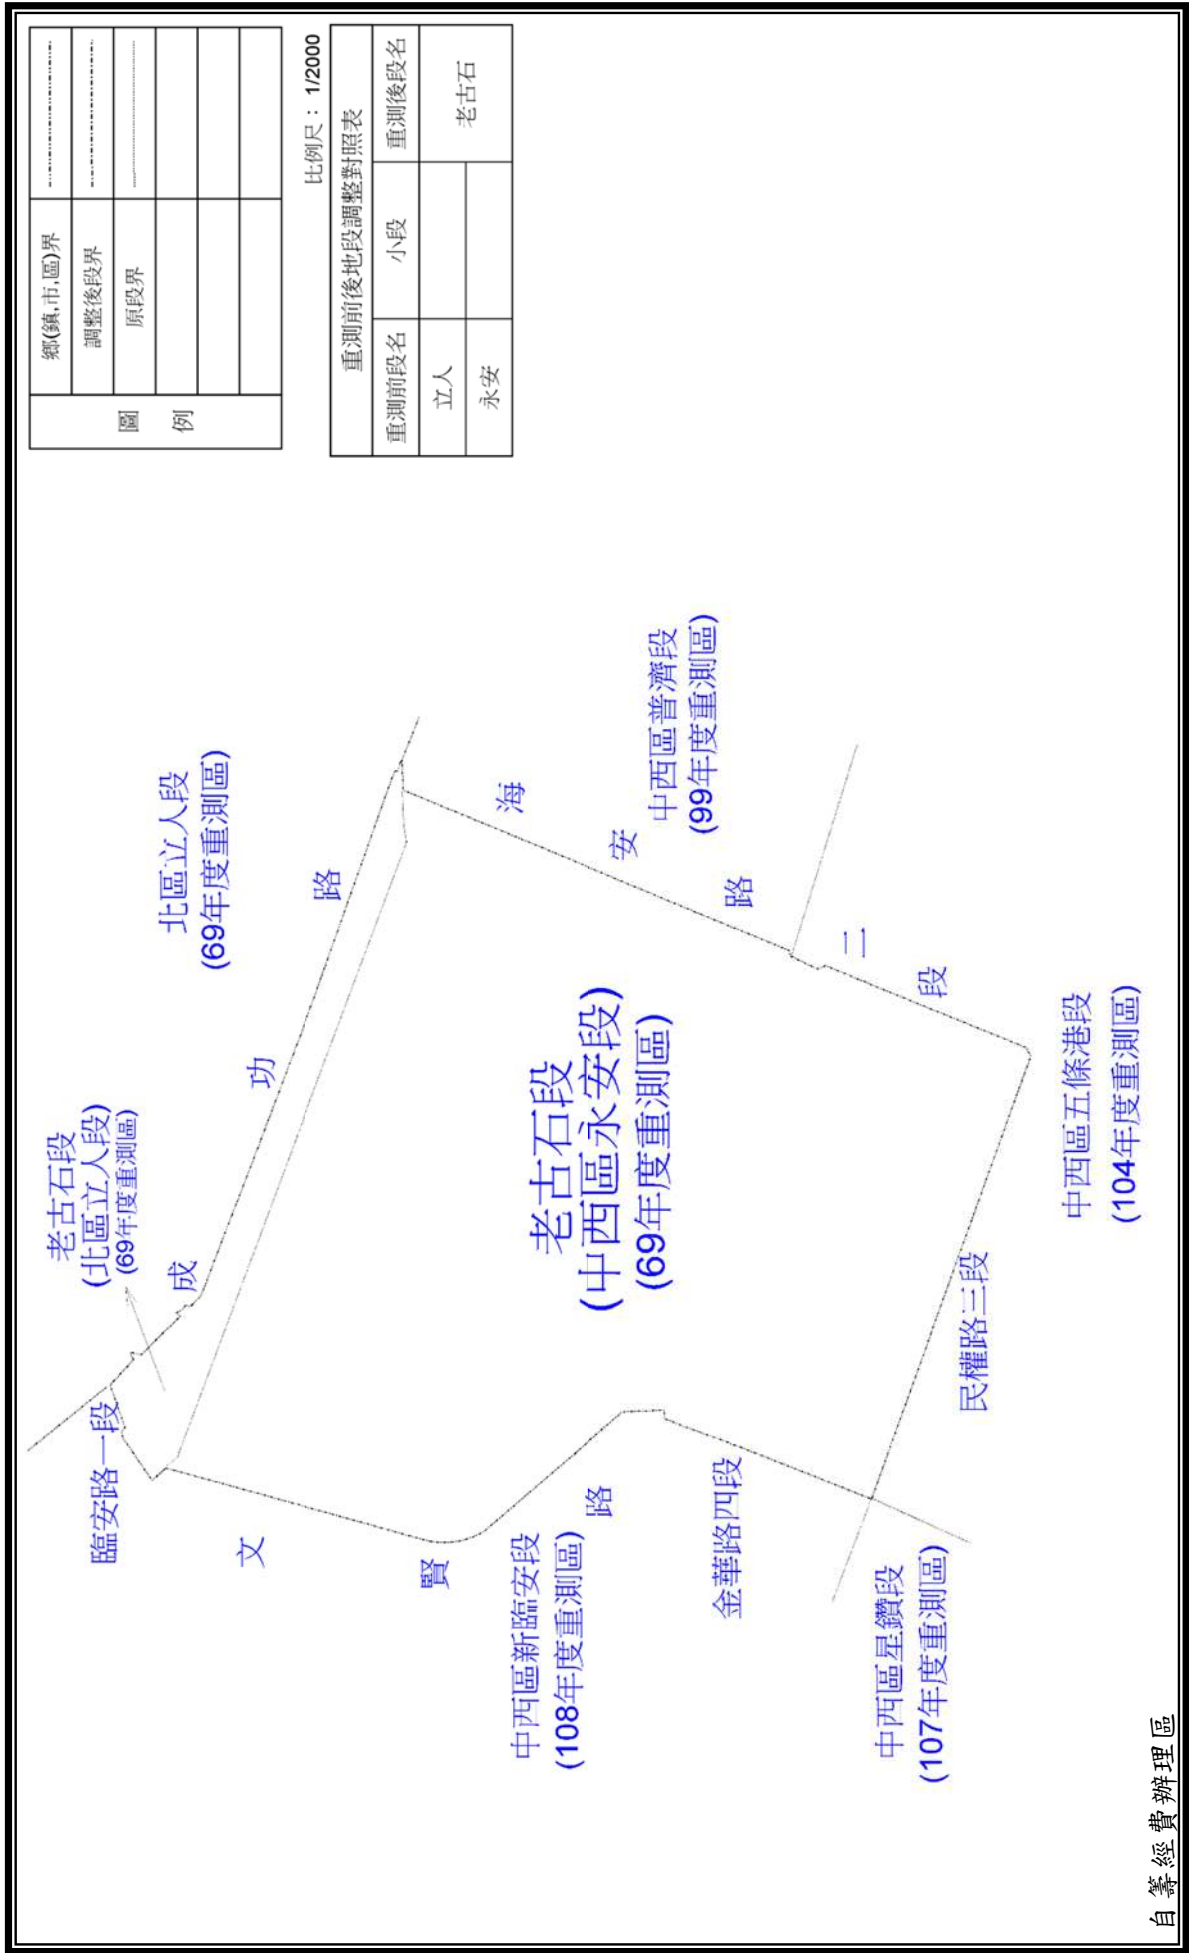 圖例
鄉(鎮,市,區)界
調整後段界
原段界
比例尺：1/2000
重測前後地段調整對照表
重測前段名 小段 重測後段名
立人 老古石
永安
老古石段
(北區立人段)
(69年度重測區)
北區立人段
(69年度重測區)
臨安路一段
成功路
文賢路
海安路二段
中西區普濟段
(99年度重測區)
老古石段
(中西區永安段)
(69年度重測區)
中西區新臨安段
(108年度重測區)
金華路四段
民權路三段
中西區星鑽段
(107年度重測區)
中西區五條港段
(104年度重測區)
自籌經費辦理區